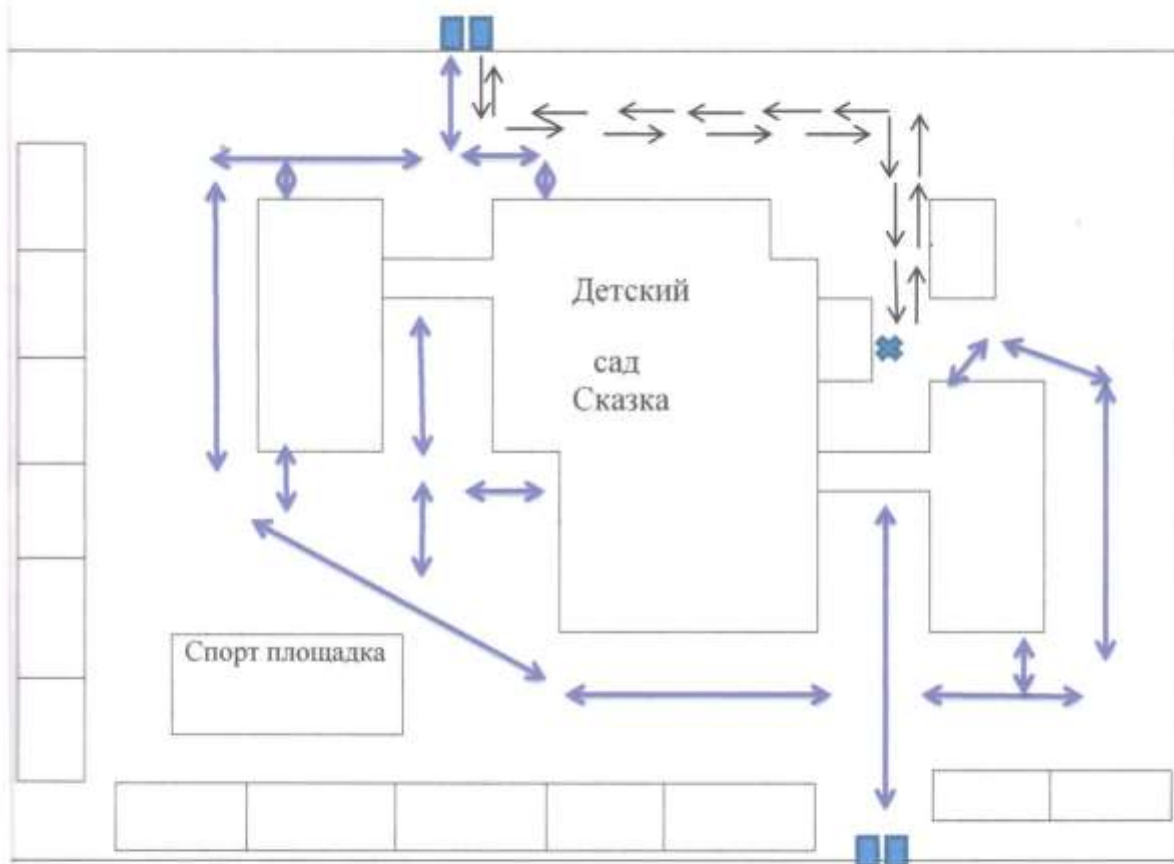 Детский
сад
Сказка
Спорт площадка